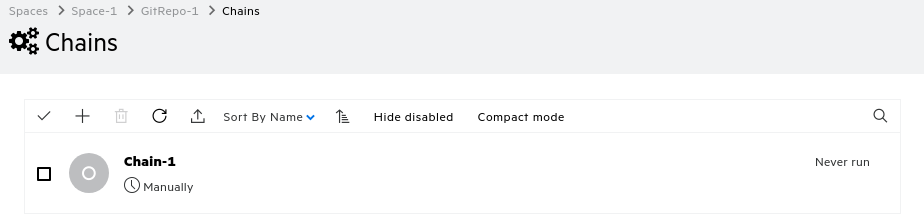 Spaces > Space-1 > GitRepo-1 > Chains
Chains
Sort By Name Hide disabled Compact mode
Chain-1 Never run
Manually